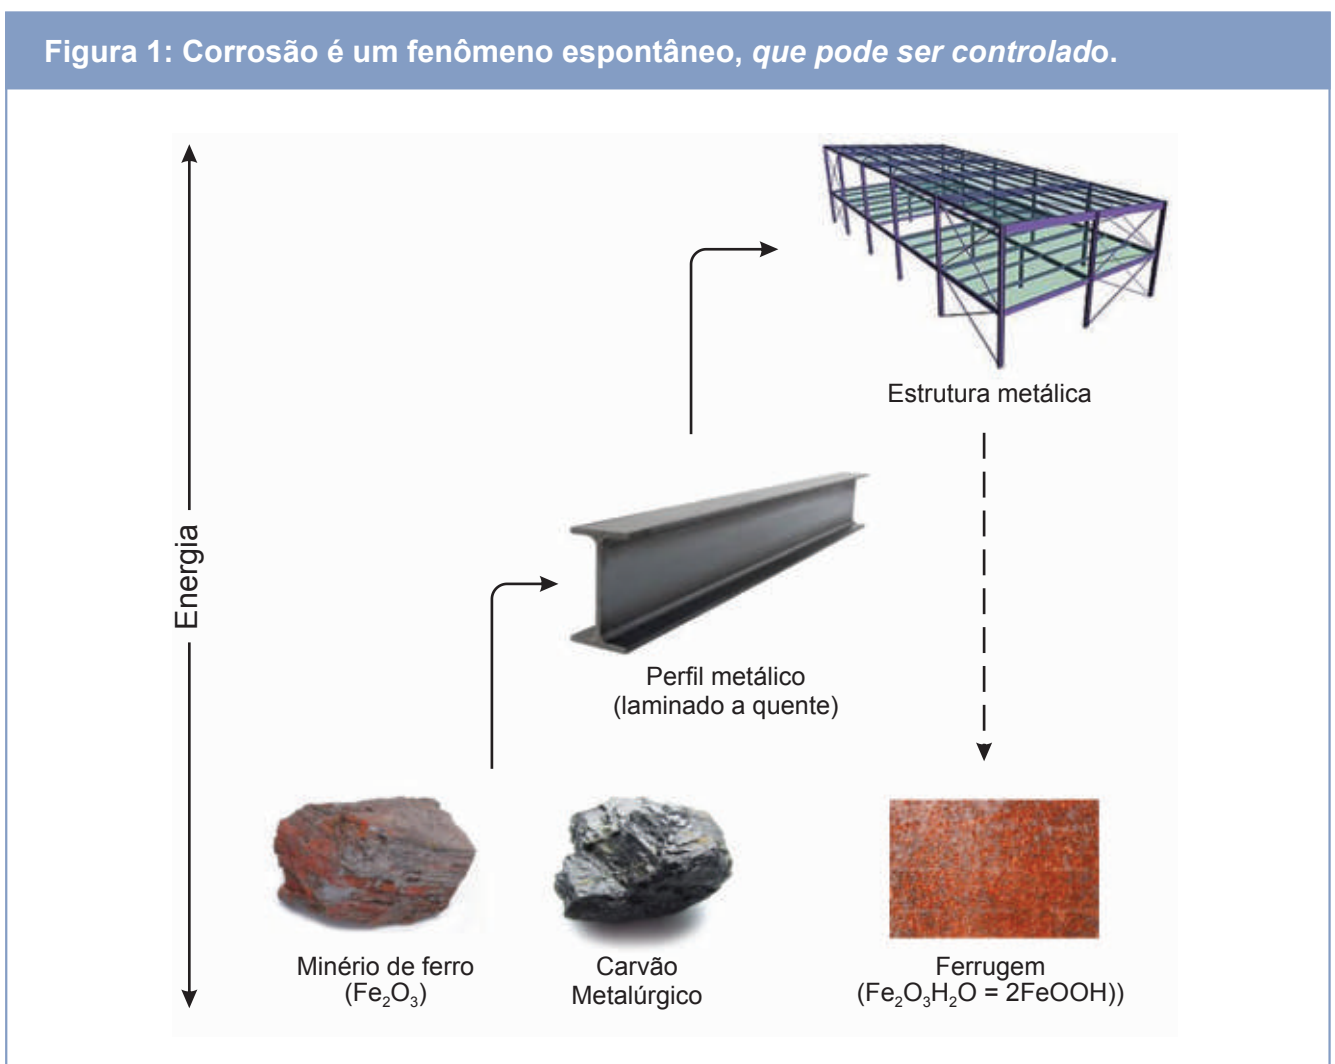 Figura 1: Corrosão é um fenômeno espontâneo, que pode ser controlado.
Energia
Estrutura metálica
Perfil metálico
(laminado a quente)
Minério de ferro
(Fe₂O₃)
Carvão
Metalúrgico
Ferrugem
(Fe₂O₃H₂O = 2FeOOH))